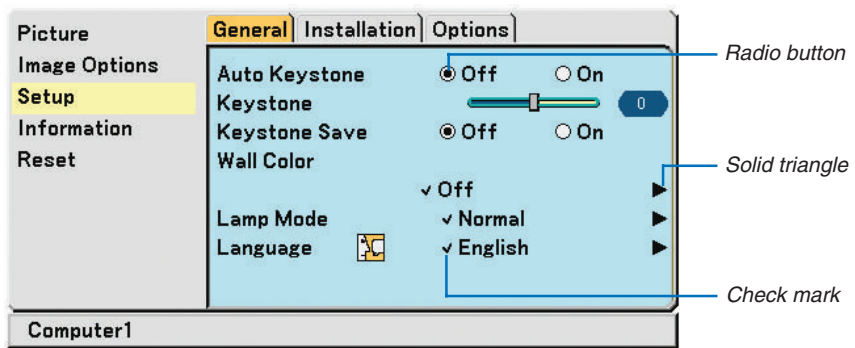 Picture
Image Options
Setup
Information
Reset
General Installation Options
Auto Keystone Off On
Keystone 0
Keystone Save Off On
Wall Color
Off
Lamp Mode Normal
Language English
Computer1
Radio button
Solid triangle
Check mark